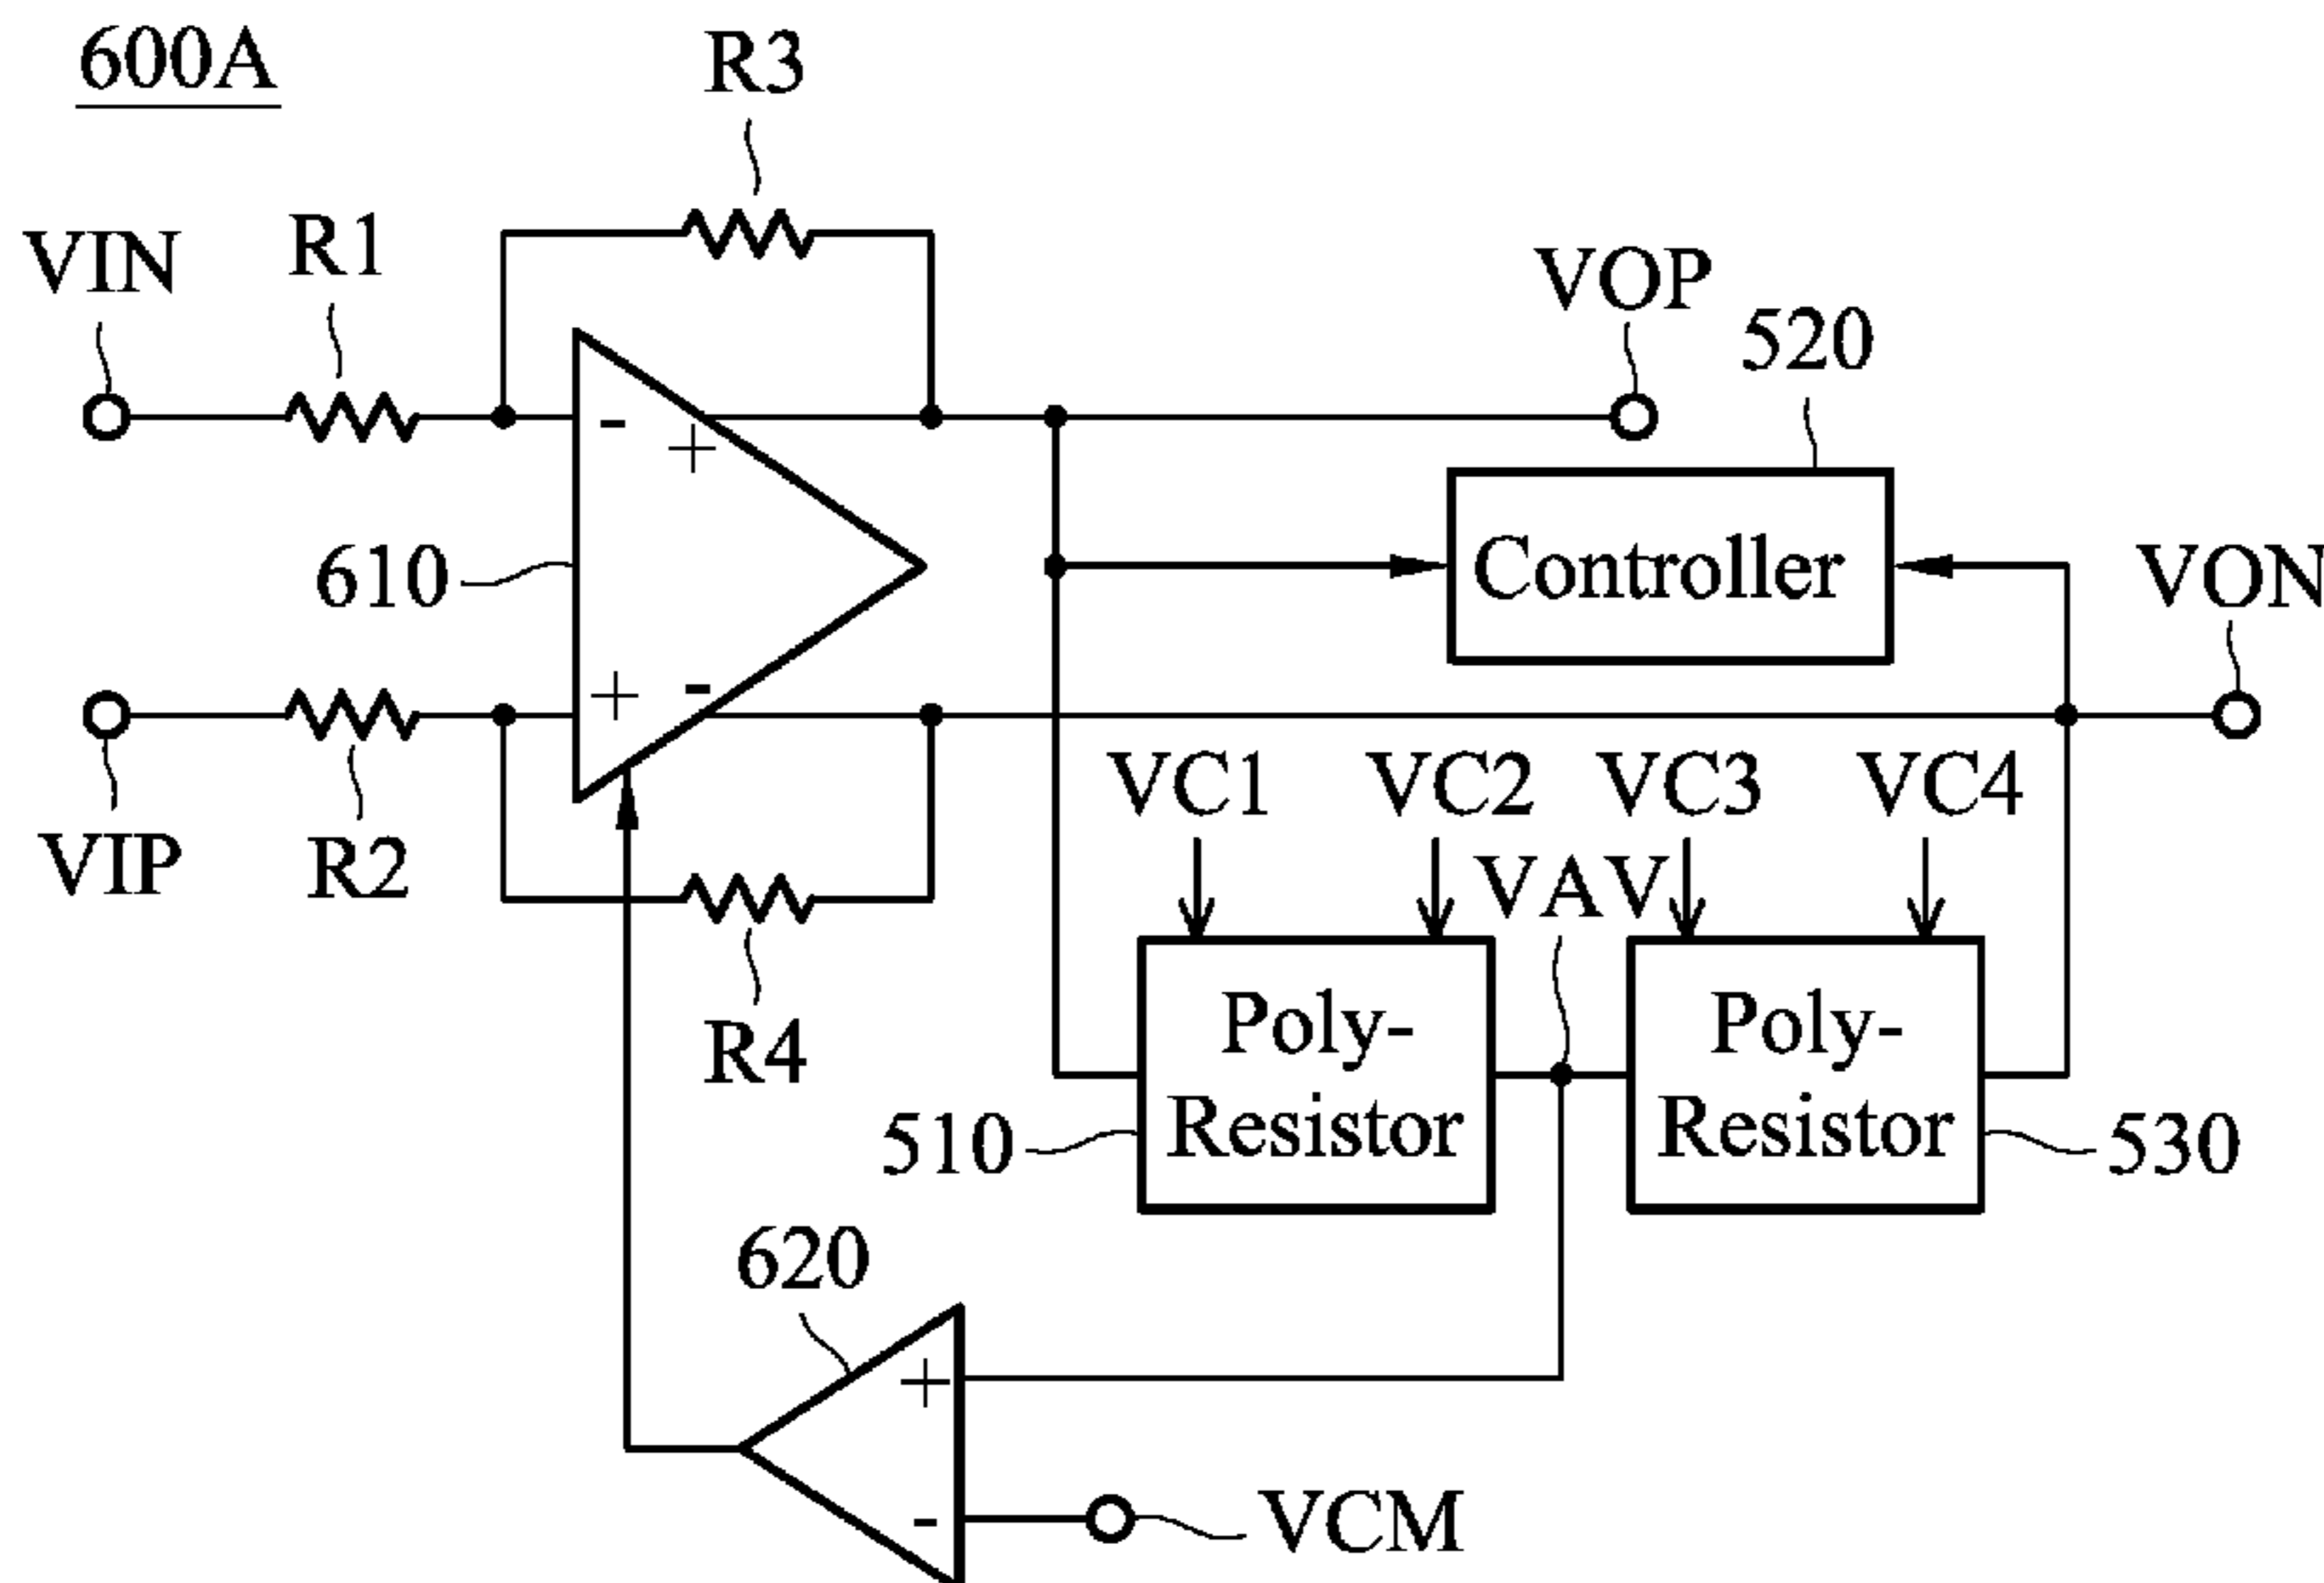 600A
R3
VIN
R1
VOP
520
-
+
610
Controller
VON
+
-
VIP
R2
VC1
VC2
VC3
VC4
VAV
R4
Poly-
Resistor
Poly-
Resistor
510
530
620
+
-
VCM